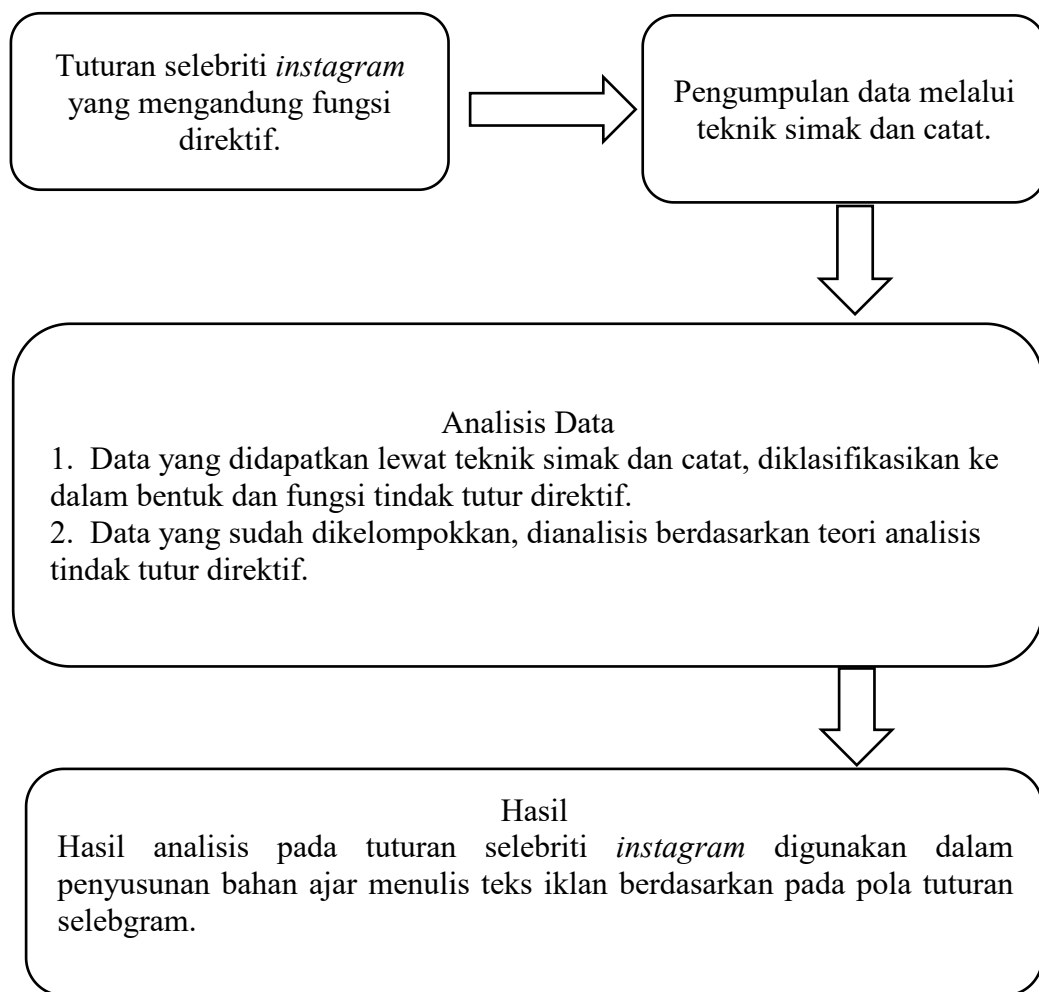 Tuturan selebriti instagram
yang mengandung fungsi
direktif.
Pengumpulan data melalui
teknik simak dan catat.
Analisis Data
1. Data yang didapatkan lewat teknik simak dan catat, diklasifikasikan ke
dalam bentuk dan fungsi tindak tutur direktif.
2. Data yang sudah dikelompokkan, dianalisis berdasarkan teori analisis
tindak tutur direktif.
Hasil
Hasil analisis pada tuturan selebriti instagram digunakan dalam
penyusunan bahan ajar menulis teks iklan berdasarkan pada pola tuturan
selebgram.